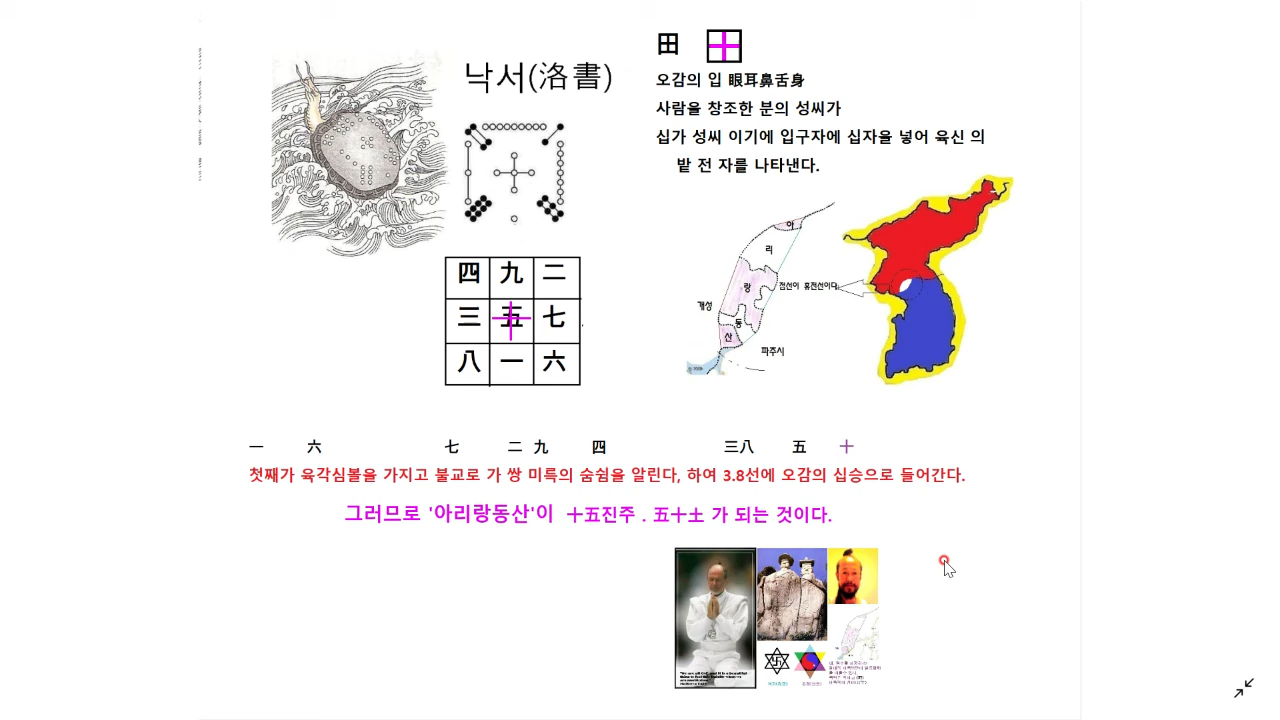 낙서(洛書)
四 九 二
三 五 七
八 一 六
田
오감의 입 眼耳鼻舌身
사람을 창조한 분의 성씨가
십가 성씨 이기에 입구자에 십자을 넣어 육신 의
밭 전 자를 나타낸다.
아
리
랑
동
산
개성
파주시
점선이 휴전선이다.
一 六 七 二 九 四 三八 五 十
첫째가 육각심볼을 가지고 불교로 가 쌍 미륵의 숨쉼을 알린다, 하여 3.8선에 오감의 십승으로 들어간다.
그러므로 '아리랑동산'이 十五진주 . 五十土 가 되는 것이다.